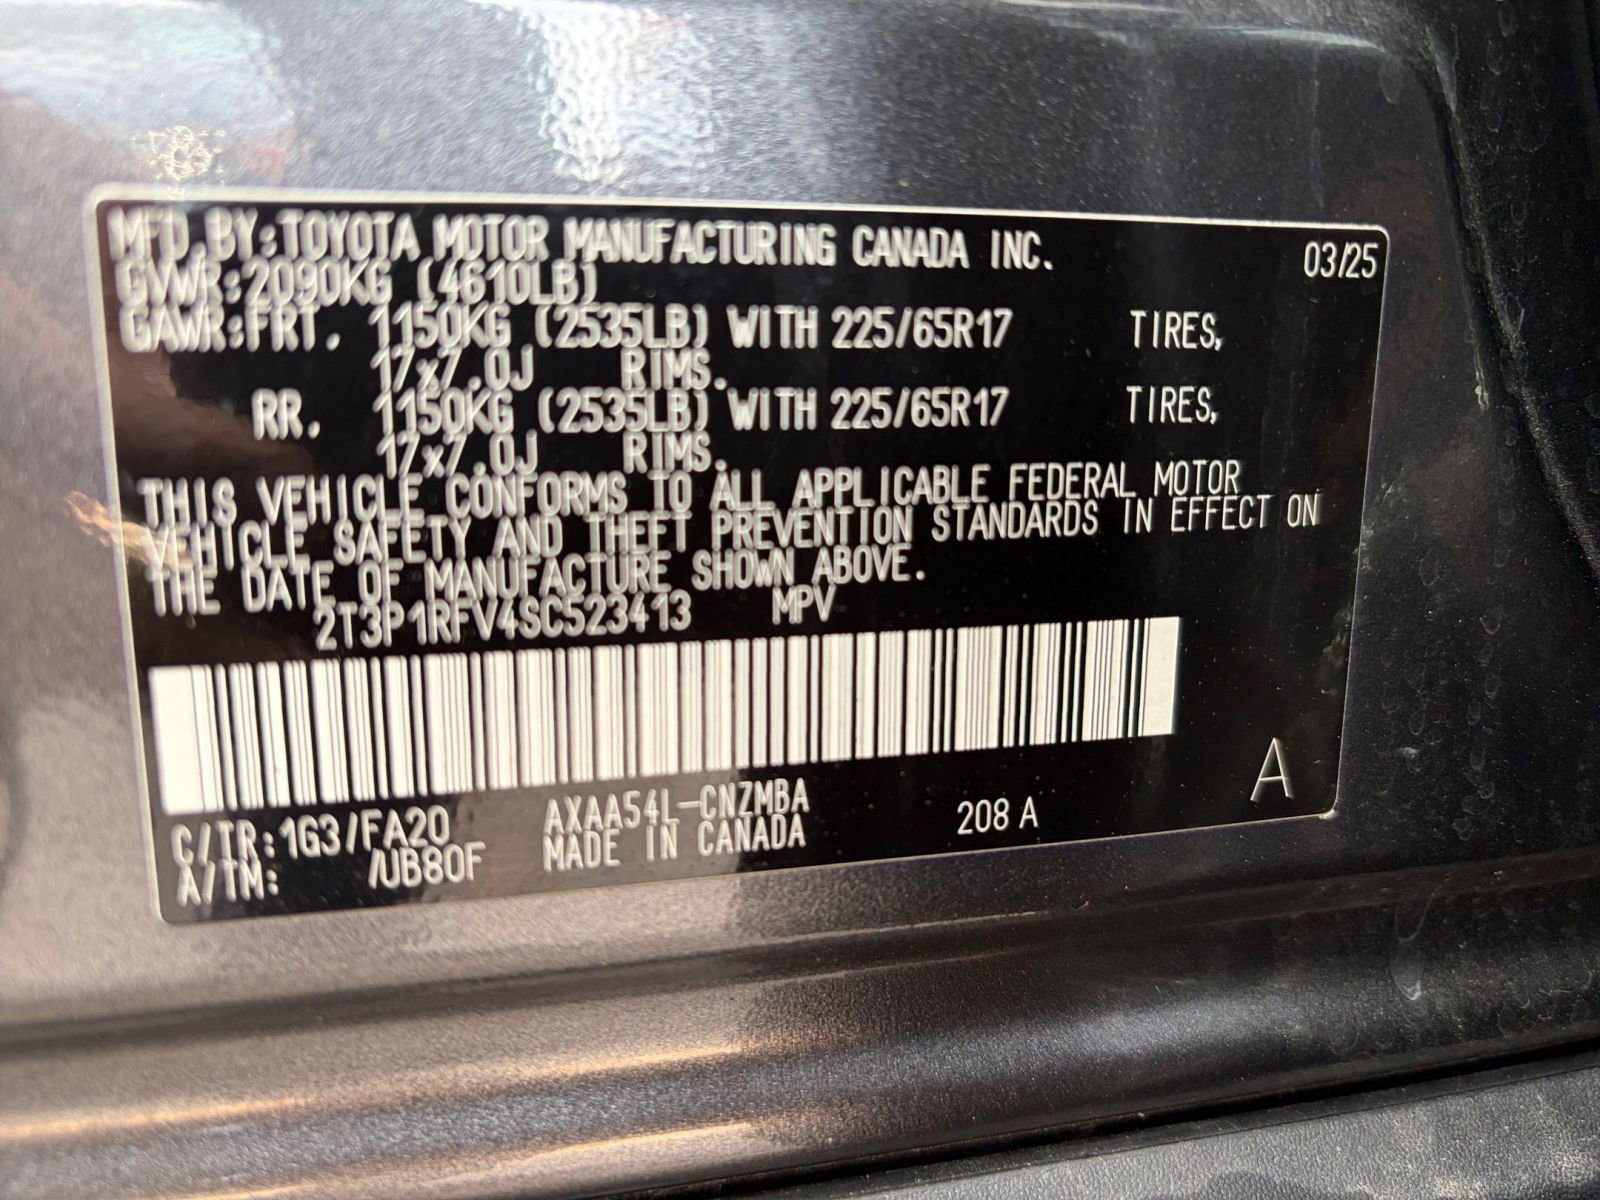 MFD.BY:TOYOTA MOTOR MANUFACTURING CANADA INC. 03/25
GVWR:2090KG (4610LB)
GAWR:FRT. 1150KG (2535LB) WITH 225/65R17 TIRES,
17x7.0J RIMS.
RR. 1150KG (2535LB) WITH 225/65R17 TIRES,
17x7.0J RIMS.
THIS VEHICLE CONFORMS TO ALL APPLICABLE FEDERAL MOTOR
VEHICLE SAFETY AND THEFT PREVENTION STANDARDS IN EFFECT ON
THE DATE OF MANUFACTURE SHOWN ABOVE.
2T3P1RFV4SC523413 MPV
A
C/TR:1G3/FA20 AXAA54L-CNZMBA 208 A
A/TM: /UB80F MADE IN CANADA